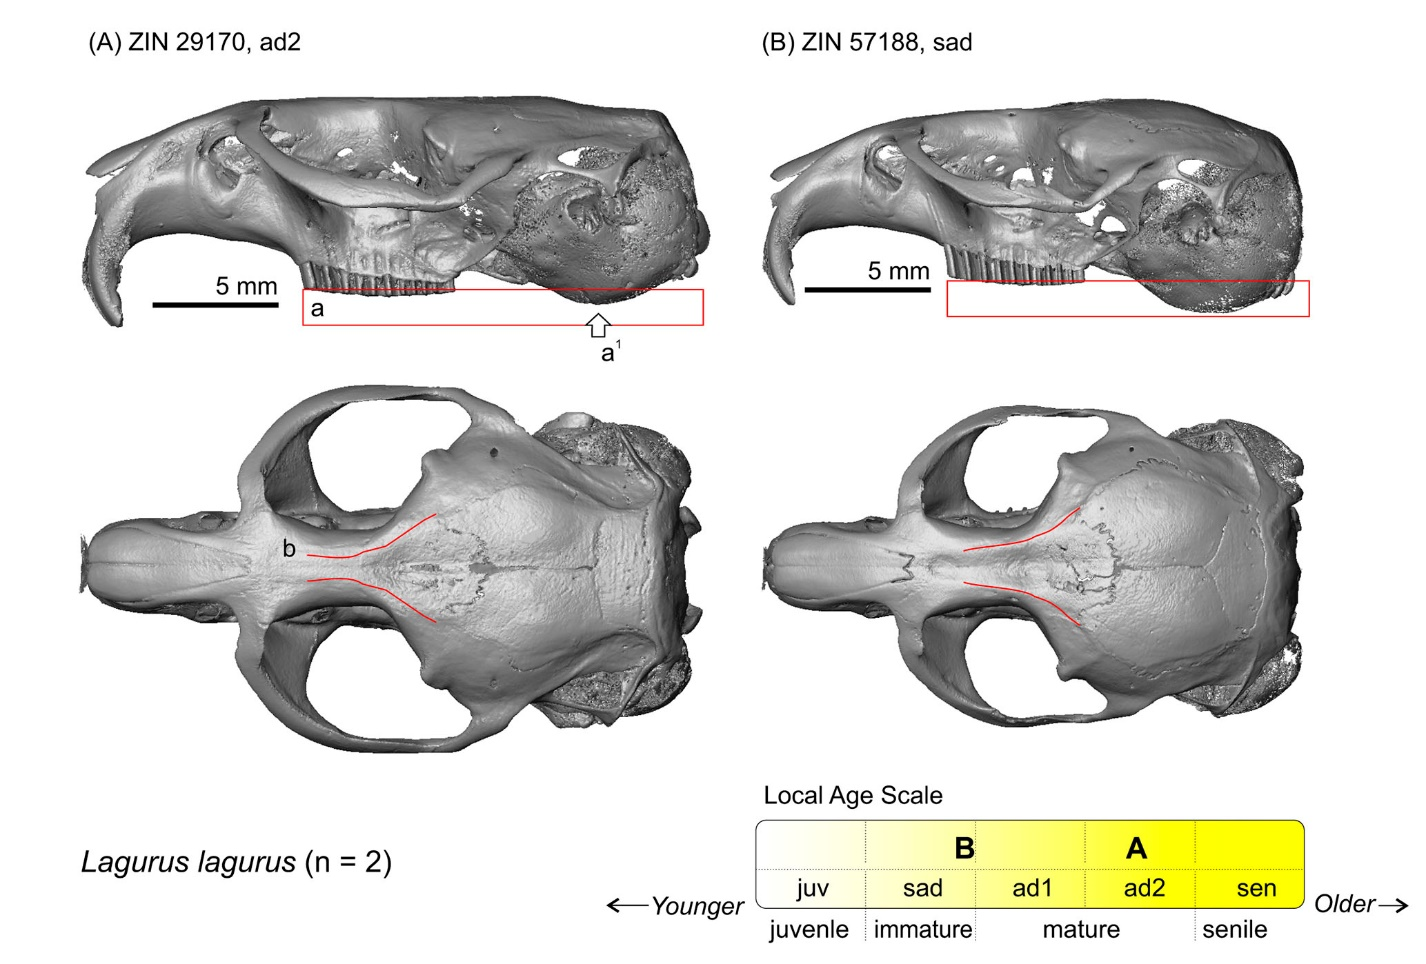 (A) ZIN 29170, ad2
(B) ZIN 57188, sad
5 mm
5 mm
a
a¹
b
Local Age Scale
B A
juv sad ad1 ad2 sen
Lagurus lagurus (n = 2)
←Younger
Older→
juvenle immature mature senile